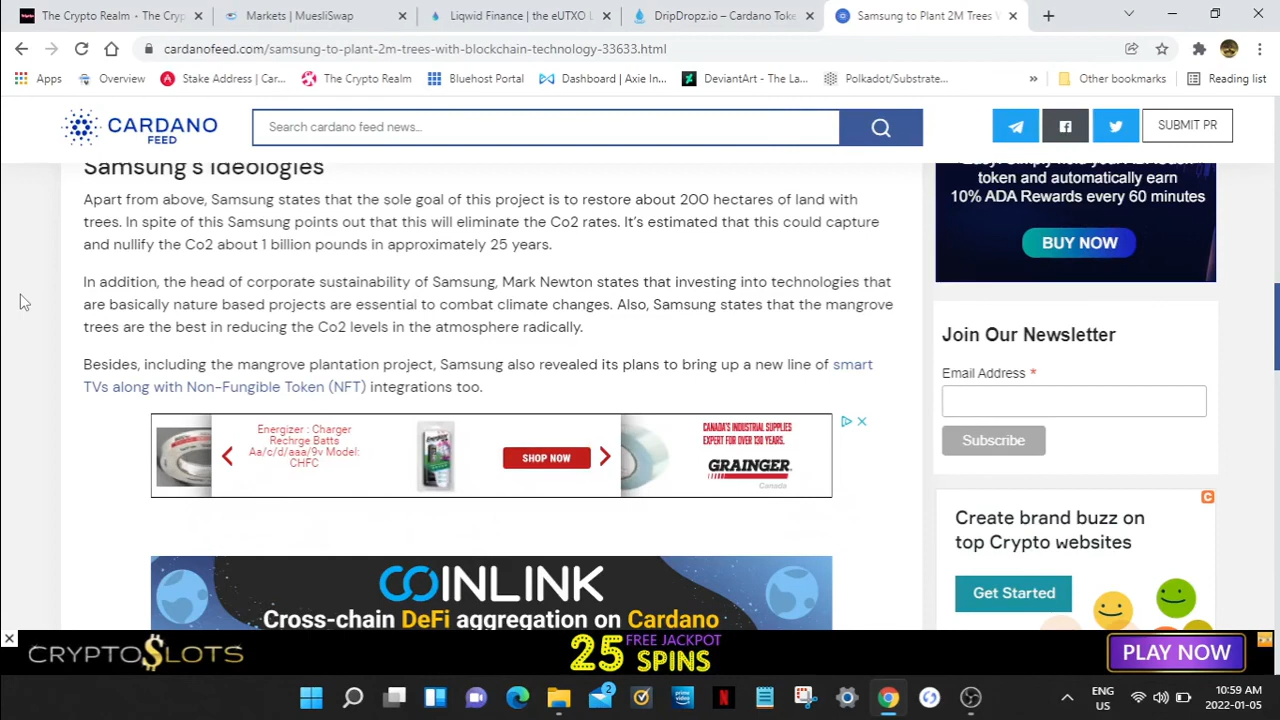 The Crypto Realm • The Cryp
Markets | MuesliSwap
Liqwid Finance | the eUTXO L
DripDropz.io – Cardano Toke
Samsung to Plant 2M Trees W
cardanofeed.com/samsung-to-plant-2m-trees-with-blockchain-technology-33633.html
Apps
Overview
Stake Address | Car...
The Crypto Realm
Bluehost Portal
Dashboard | Axie In...
DeviantArt - The La...
Polkadot/Substrate...
»
Other bookmarks
Reading list
CARDANO
FEED
Search cardano feed news...
SUBMIT PR
Samsung's Ideologies
Apart from above, Samsung states that the sole goal of this project is to restore about 200 hectares of land with
trees. In spite of this Samsung points out that this will eliminate the Co2 rates. It's estimated that this could capture
and nullify the Co2 about 1 billion pounds in approximately 25 years.
In addition, the head of corporate sustainability of Samsung, Mark Newton states that investing into technologies that
are basically nature based projects are essential to combat climate changes. Also, Samsung states that the mangrove
trees are the best in reducing the Co2 levels in the atmosphere radically.
Besides, including the mangrove plantation project, Samsung also revealed its plans to bring up a new line of smart
TVs along with Non-Fungible Token (NFT) integrations too.
Energizer : Charger
Rechrge Batts
Aa/c/d/aaa/9v Model:
CHFC
SHOP NOW
CANADA'S INDUSTRIAL SUPPLIES
EXPERT FOR OVER 130 YEARS.
GRAINGER
Canada
COINLINK
Cross-chain DeFi aggregation on Cardano
token and automatically earn
10% ADA Rewards every 60 minutes
BUY NOW
Join Our Newsletter
Email Address *
Subscribe
Create brand buzz on
top Crypto websites
Get Started
CRYPTOSLOTS
25 FREE JACKPOT
SPINS
PLAY NOW
2
ENG
US
10:59 AM
2022-01-05